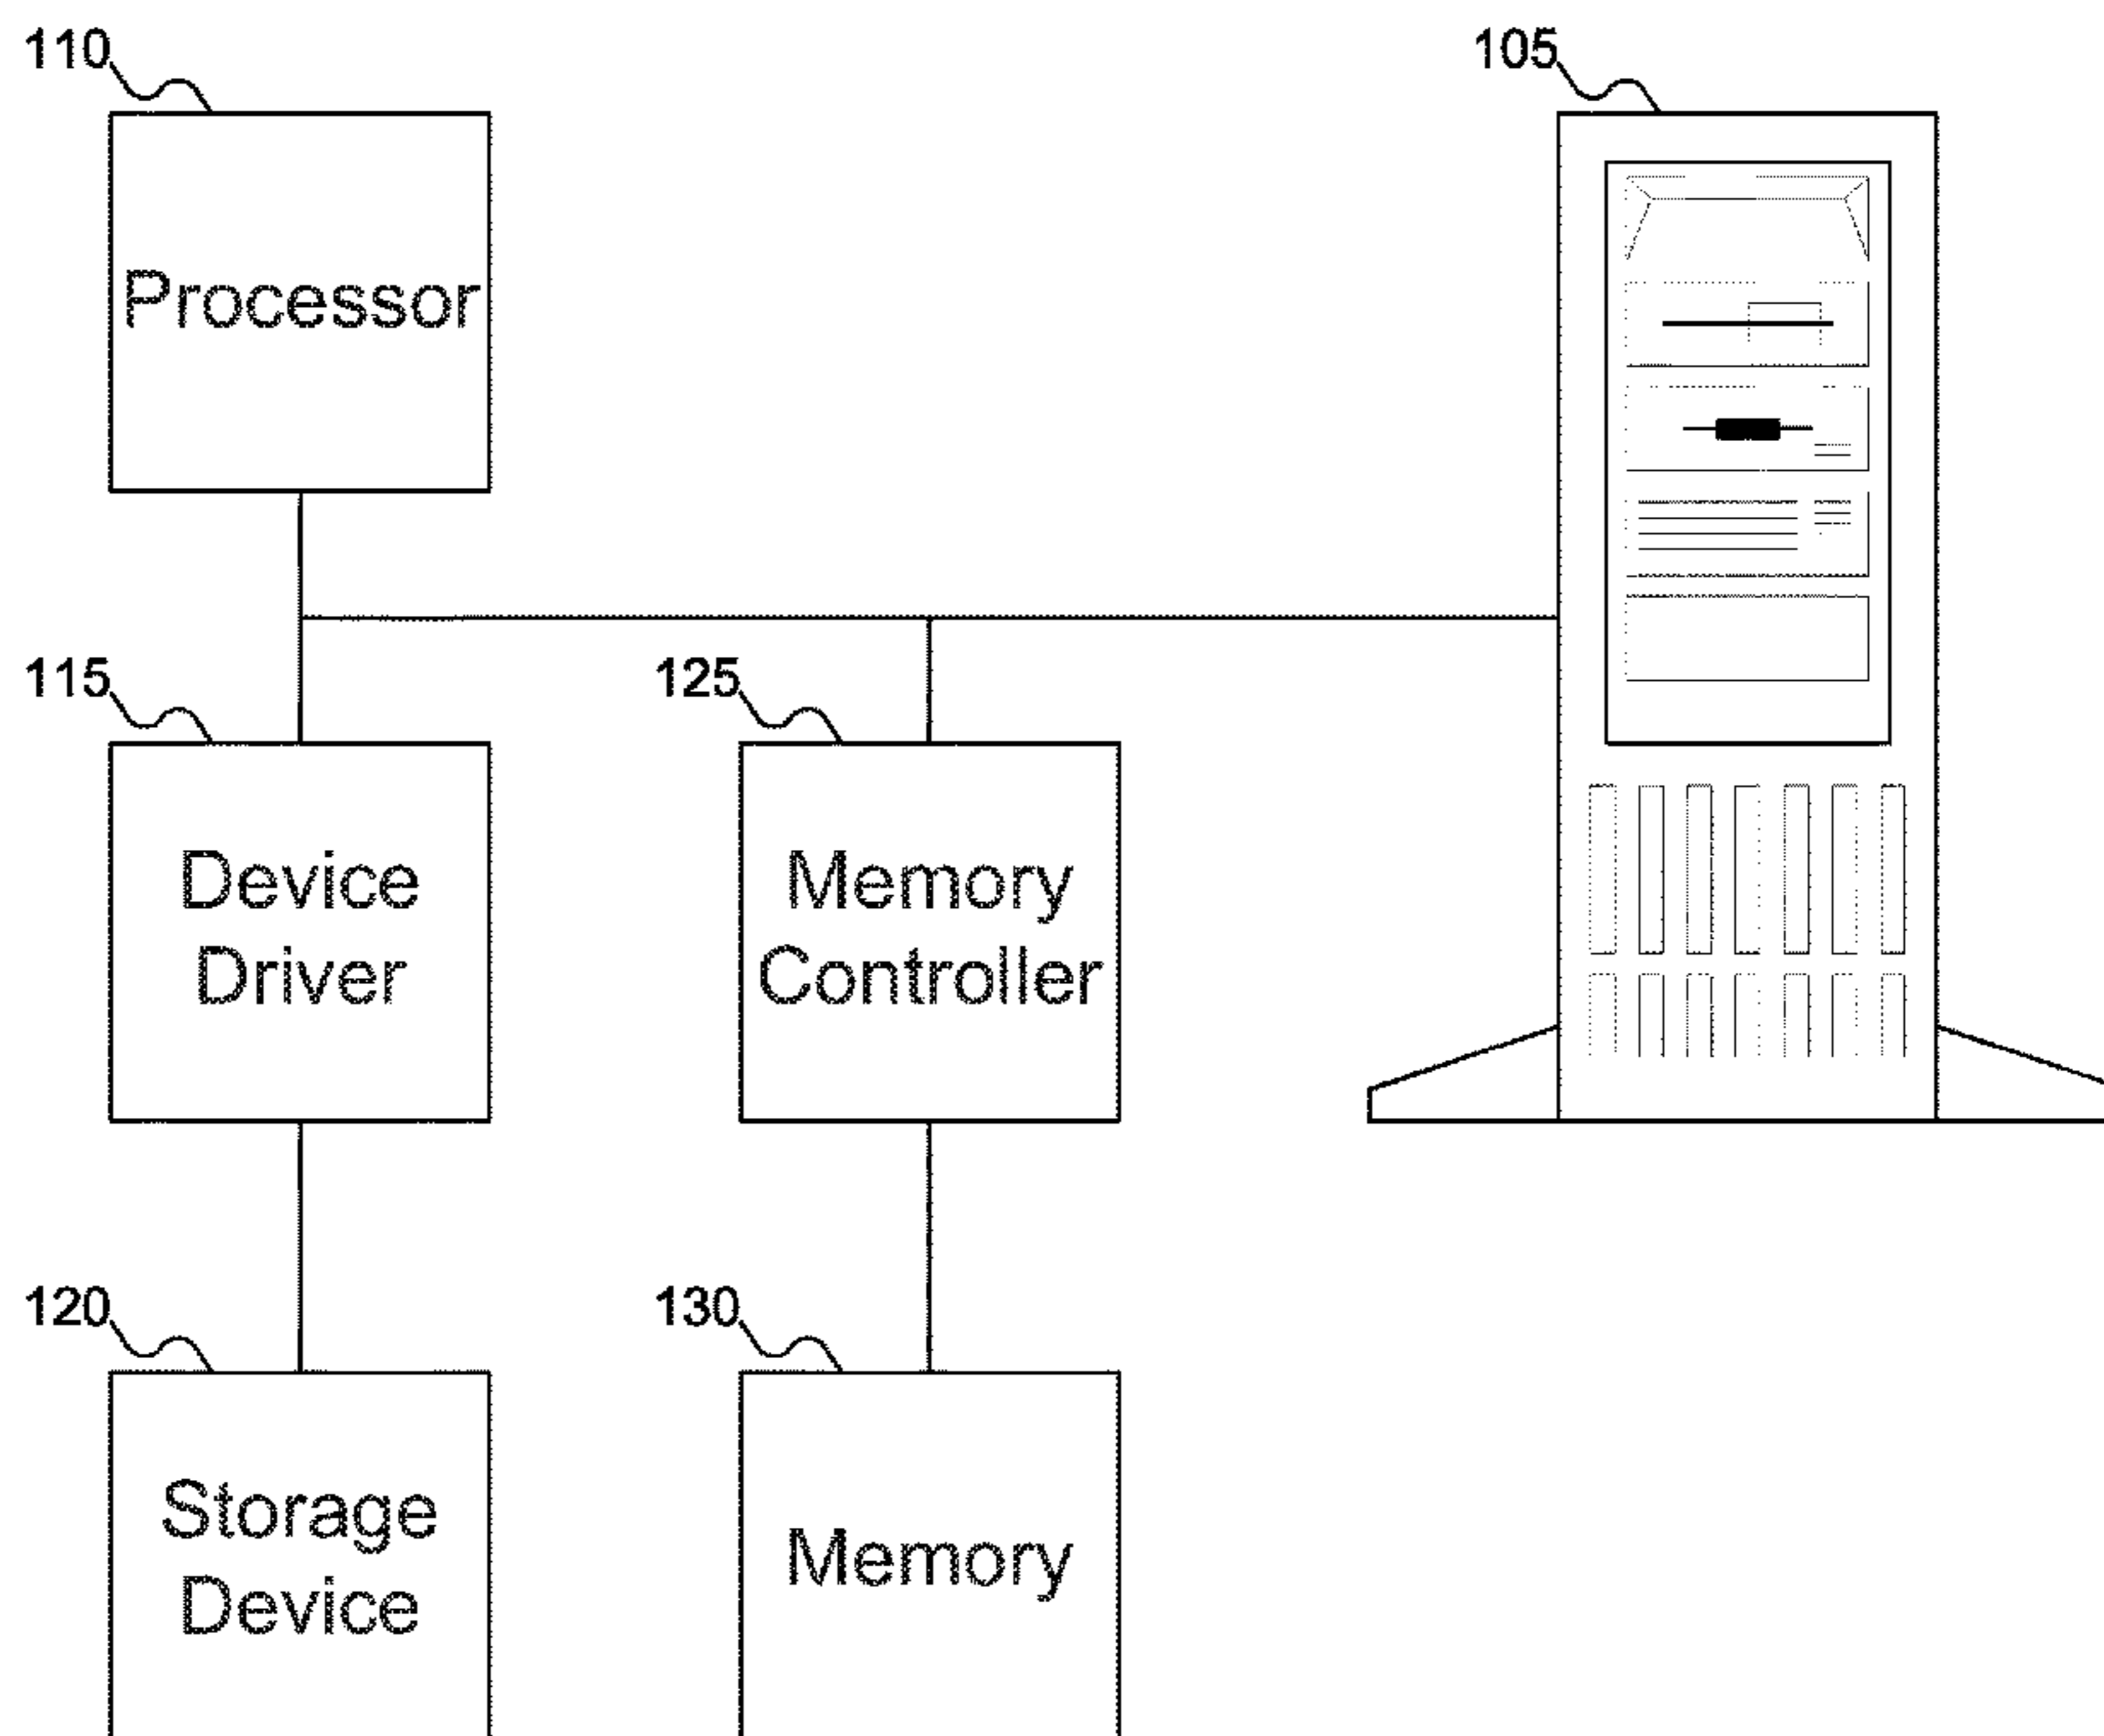 110
105
Processor
115
125
Device
Driver
Memory
Controller
120
130
Storage
Device
Memory